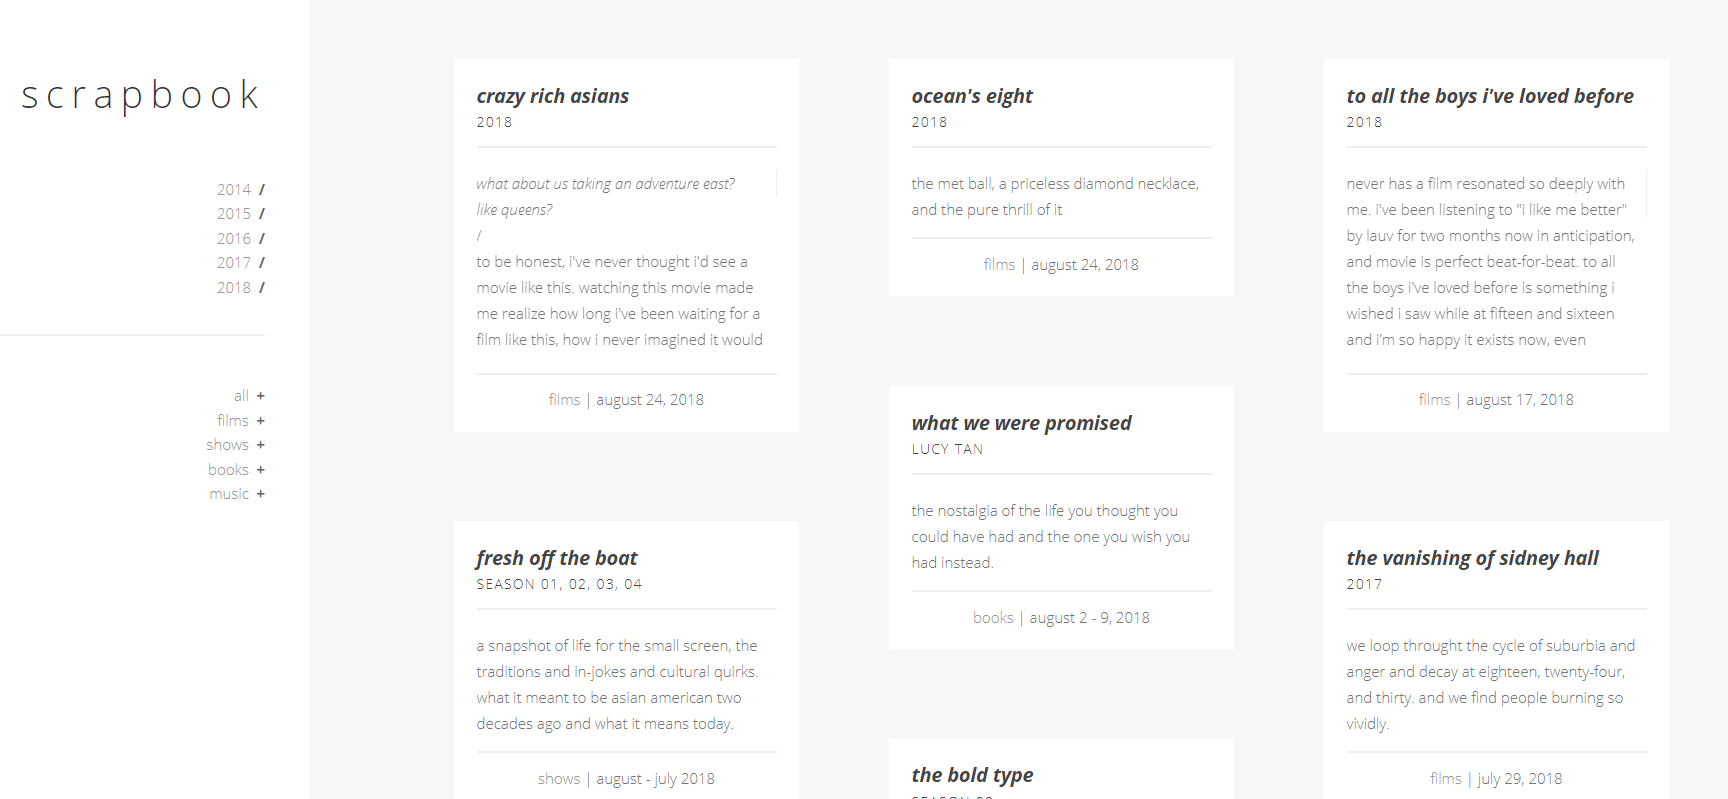 scrapbook
2014 /
2015 /
2016 /
2017 /
2018 /
all +
films +
shows +
books +
music +
crazy rich asians
2018
what about us taking an adventure east?
like queens?
/
to be honest, i've never thought i'd see a
movie like this. watching this movie made
me realize how long i've been waiting for a
film like this, how i never imagined it would
films | august 24, 2018
fresh off the boat
SEASON 01, 02, 03, 04
a snapshot of life for the small screen, the
traditions and in-jokes and cultural quirks.
what it meant to be asian american two
decades ago and what it means today.
shows | august - july 2018
ocean's eight
2018
the met ball, a priceless diamond necklace,
and the pure thrill of it
films | august 24, 2018
what we were promised
LUCY TAN
the nostalgia of the life you thought you
could have had and the one you wish you
had instead.
books | august 2 - 9, 2018
the bold type
to all the boys i've loved before
2018
never has a film resonated so deeply with
me. i've been listening to "i like me better"
by lauv for two months now in anticipation,
and movie is perfect beat-for-beat. to all
the boys i've loved before is something i
wished i saw while at fifteen and sixteen
and i'm so happy it exists now, even
films | august 17, 2018
the vanishing of sidney hall
2017
we loop throught the cycle of suburbia and
anger and decay at eighteen, twenty-four,
and thirty. and we find people burning so
vividly.
films | july 29, 2018